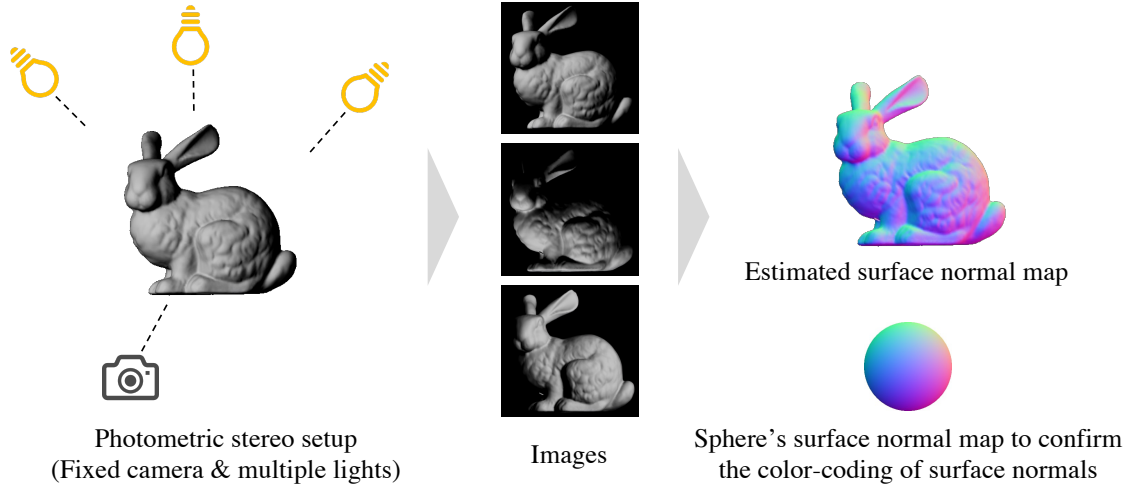 Photometric stereo setup
(Fixed camera & multiple lights)
Images
Estimated surface normal map
Sphere’s surface normal map to confirm
the color-coding of surface normals